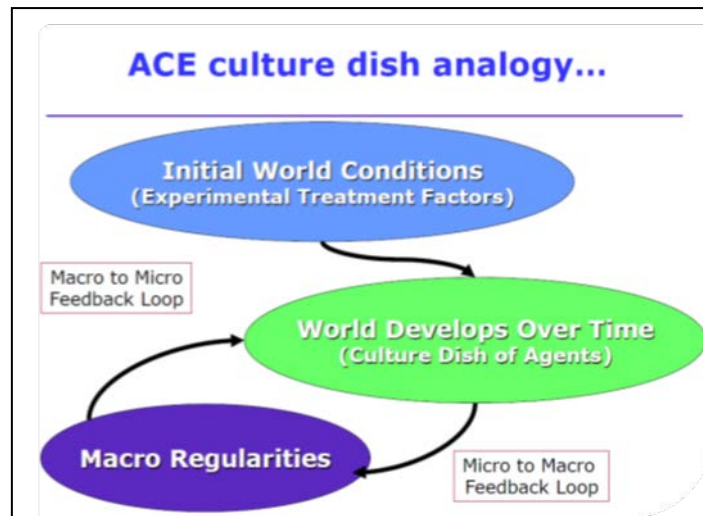 ACE culture dish analogy...
Initial World Conditions
(Experimental Treatment Factors)
Macro to Micro
Feedback Loop
World Develops Over Time
(Culture Dish of Agents)
Macro Regularities
Micro to Macro
Feedback Loop